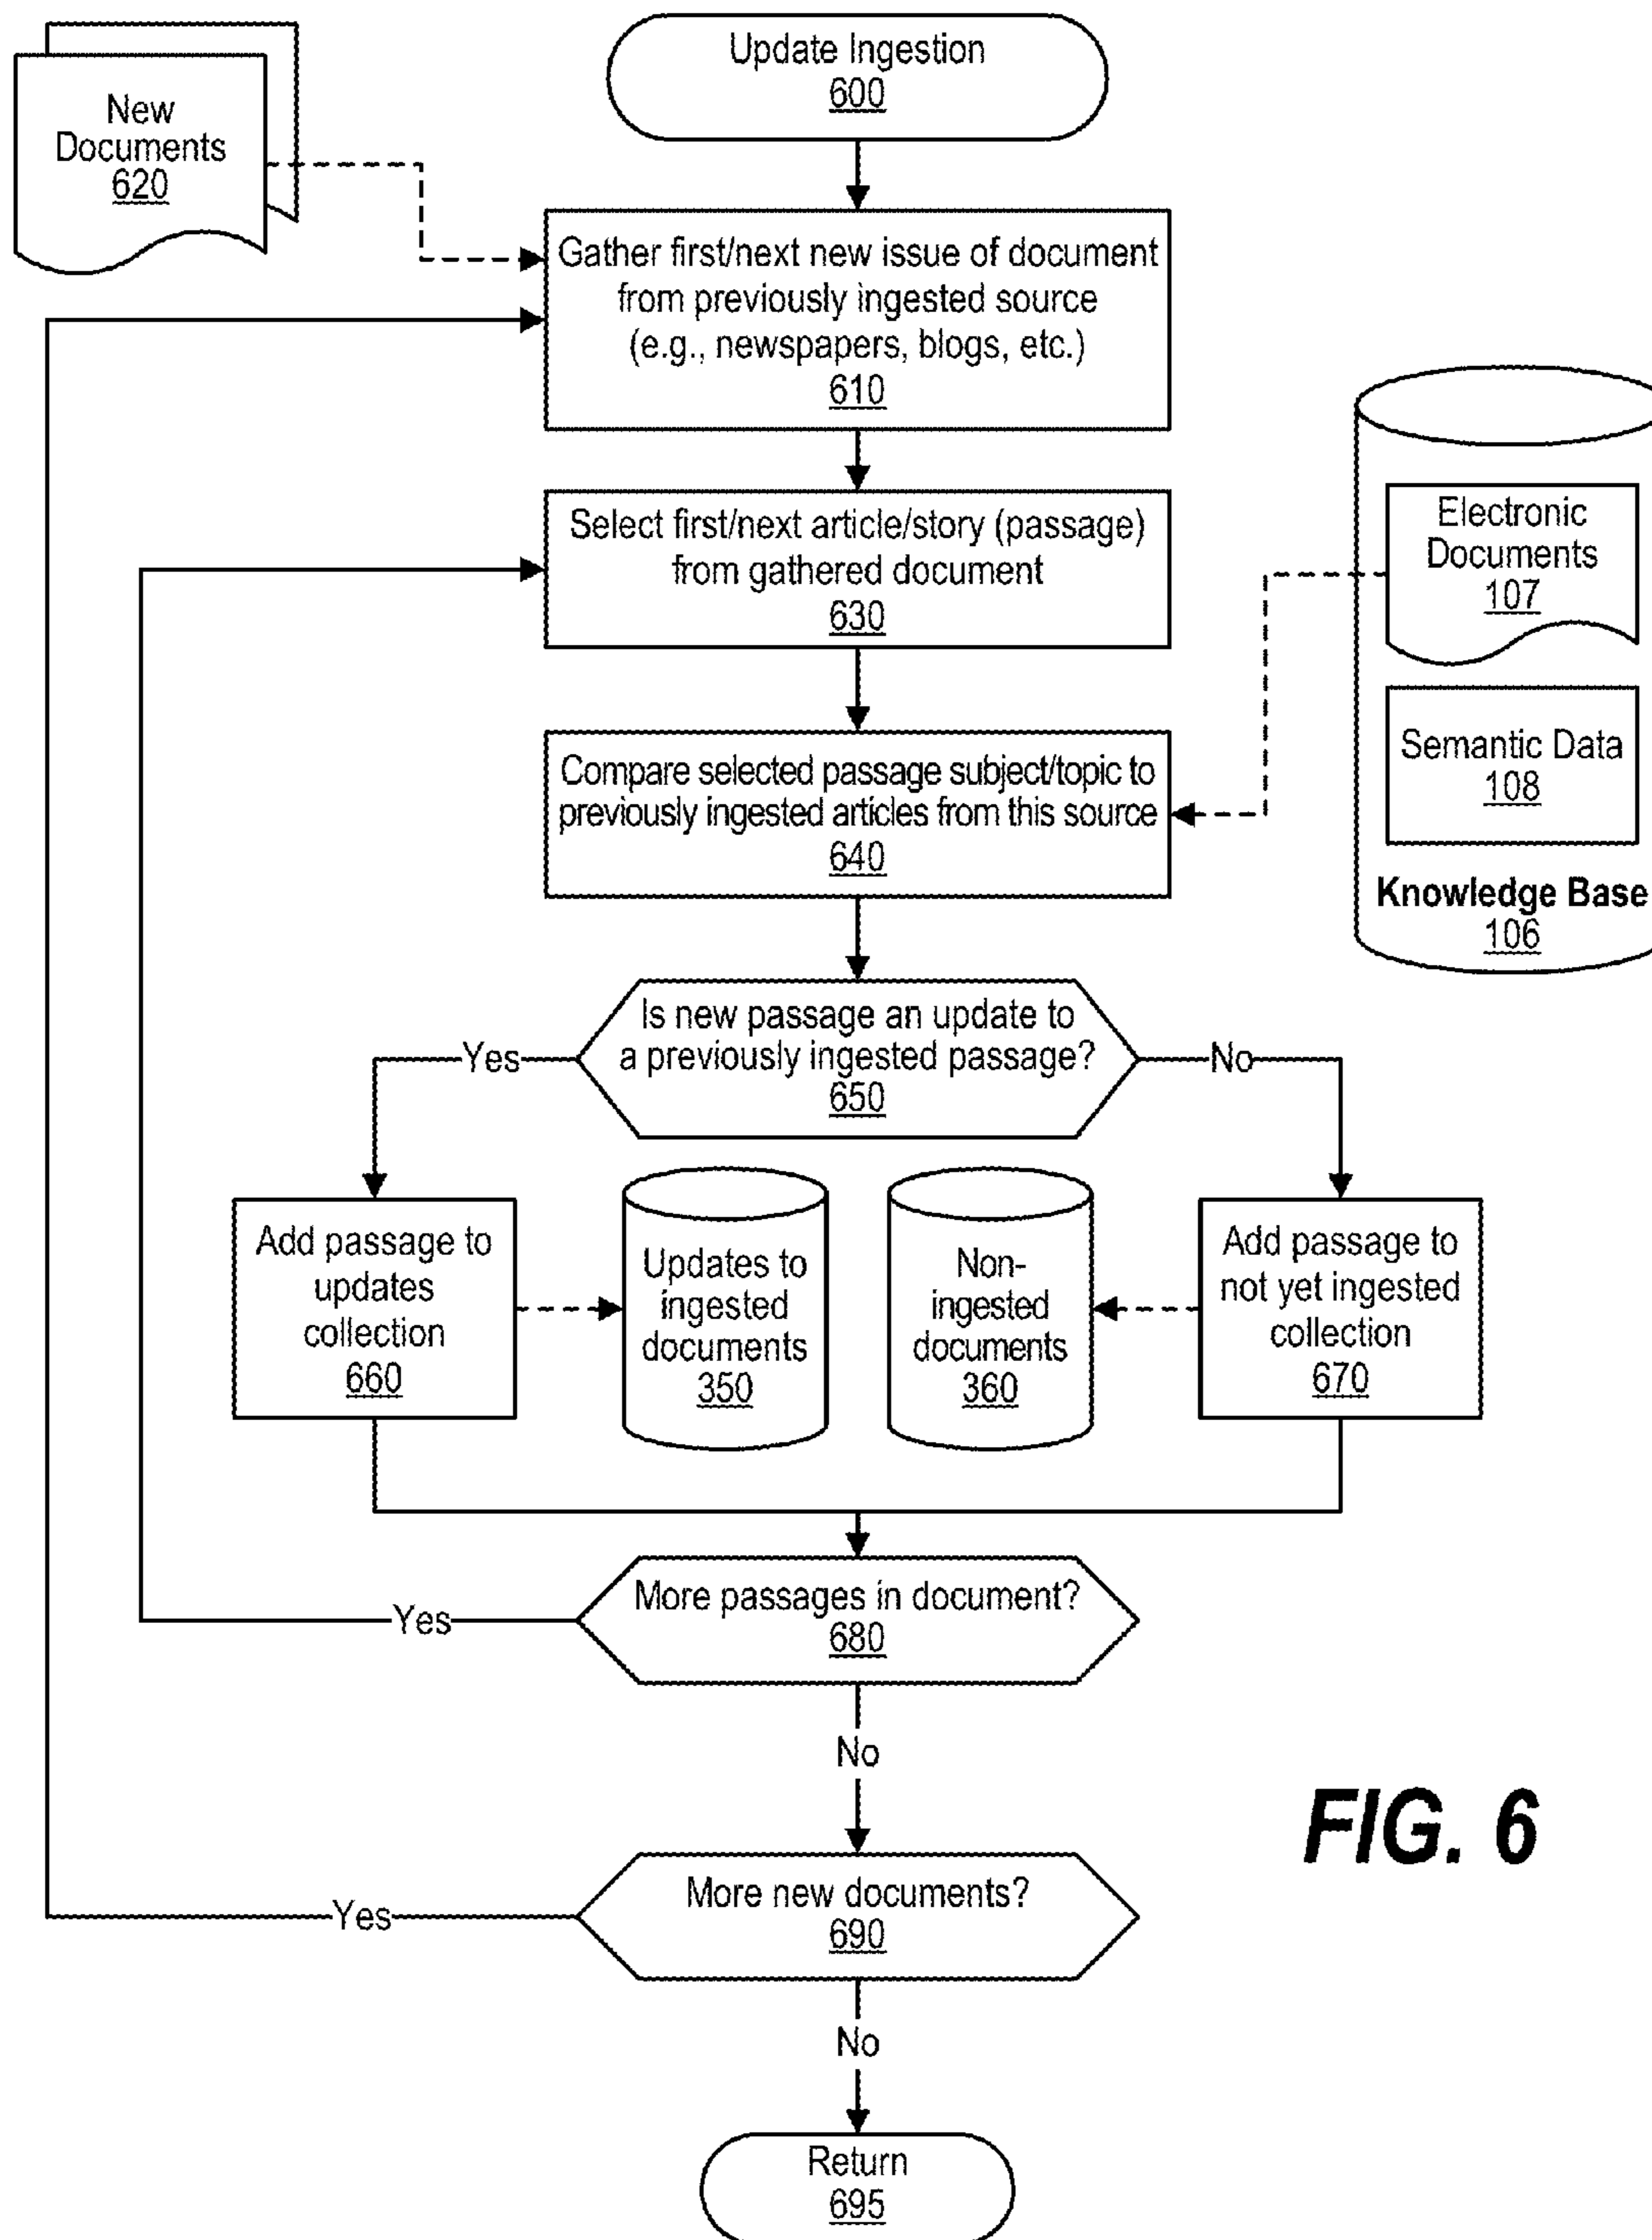 Update Ingestion
600
New
Documents
620
Gather first/next new issue of document
from previously ingested source
(e.g., newspapers, blogs, etc.)
610
Select first/next article/story (passage)
from gathered document
630
Electronic
Documents
107
Semantic Data
108
Knowledge Base
106
Compare selected passage subject/topic to
previously ingested articles from this source
640
Is new passage an update to
a previously ingested passage?
650
Yes
No
Add passage to
updates
collection
660
Updates to
ingested
documents
350
Non-
ingested
documents
360
Add passage to
not yet ingested
collection
670
More passages in document?
680
Yes
No
More new documents?
690
Yes
No
Return
695
FIG. 6